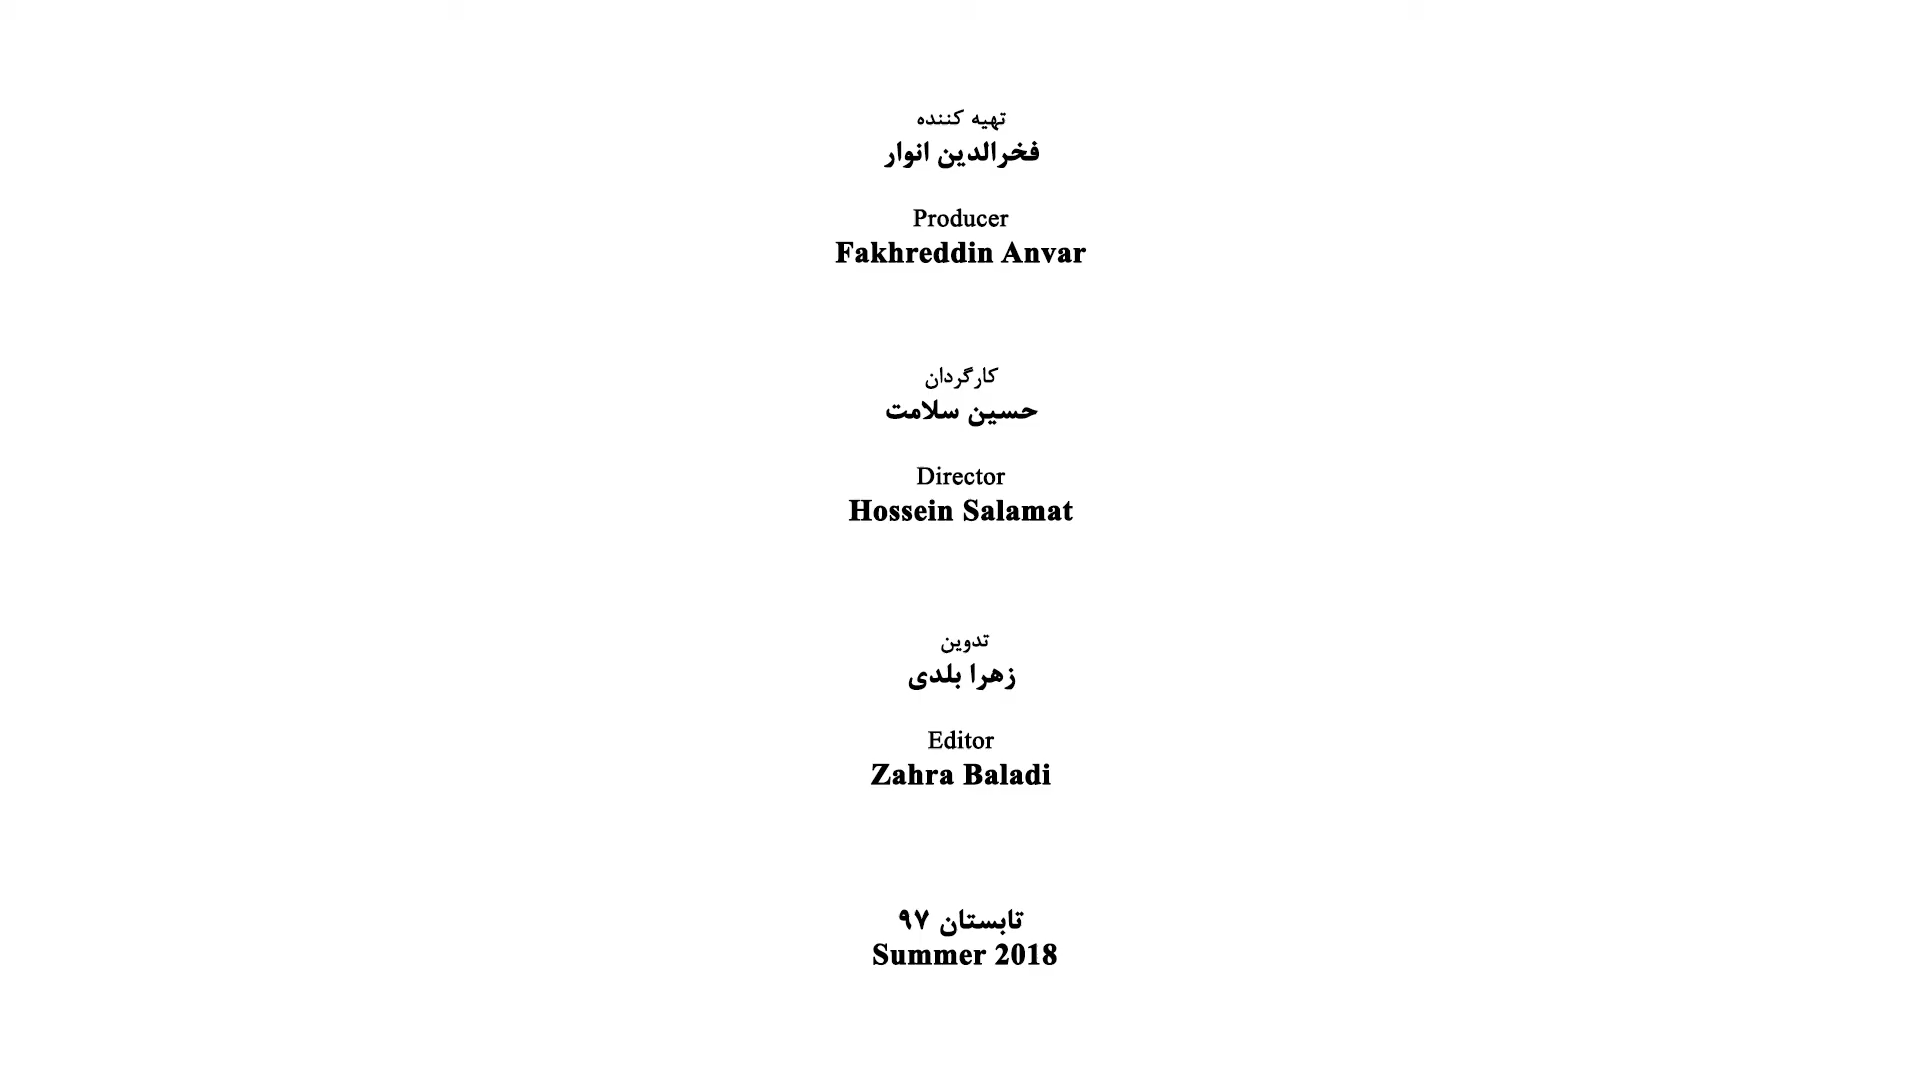 تهیه کننده
فخرالدین انوار
Producer
Fakhreddin Anvar
کارگردان
حسین سلامت
Director
Hossein Salamat
تدوین
زهرا بلدی
Editor
Zahra Baladi
تابستان ۹۷
Summer 2018